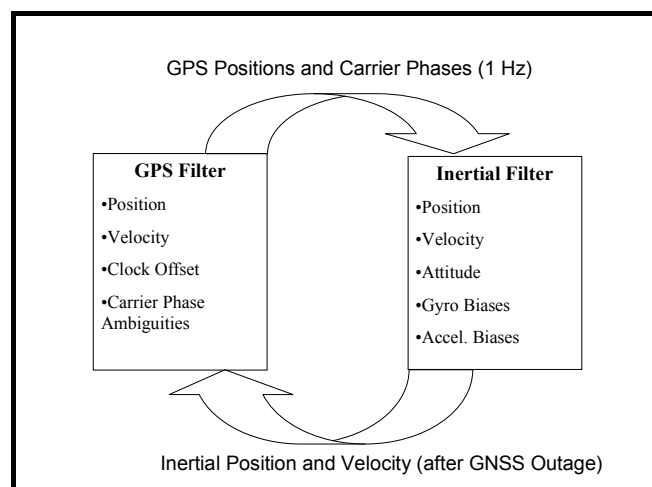 GPS Positions and Carrier Phases (1 Hz)
GPS Filter
•Position
•Velocity
•Clock Offset
•Carrier Phase
Ambiguities
Inertial Filter
•Position
•Velocity
•Attitude
•Gyro Biases
•Accel. Biases
Inertial Position and Velocity (after GNSS Outage)